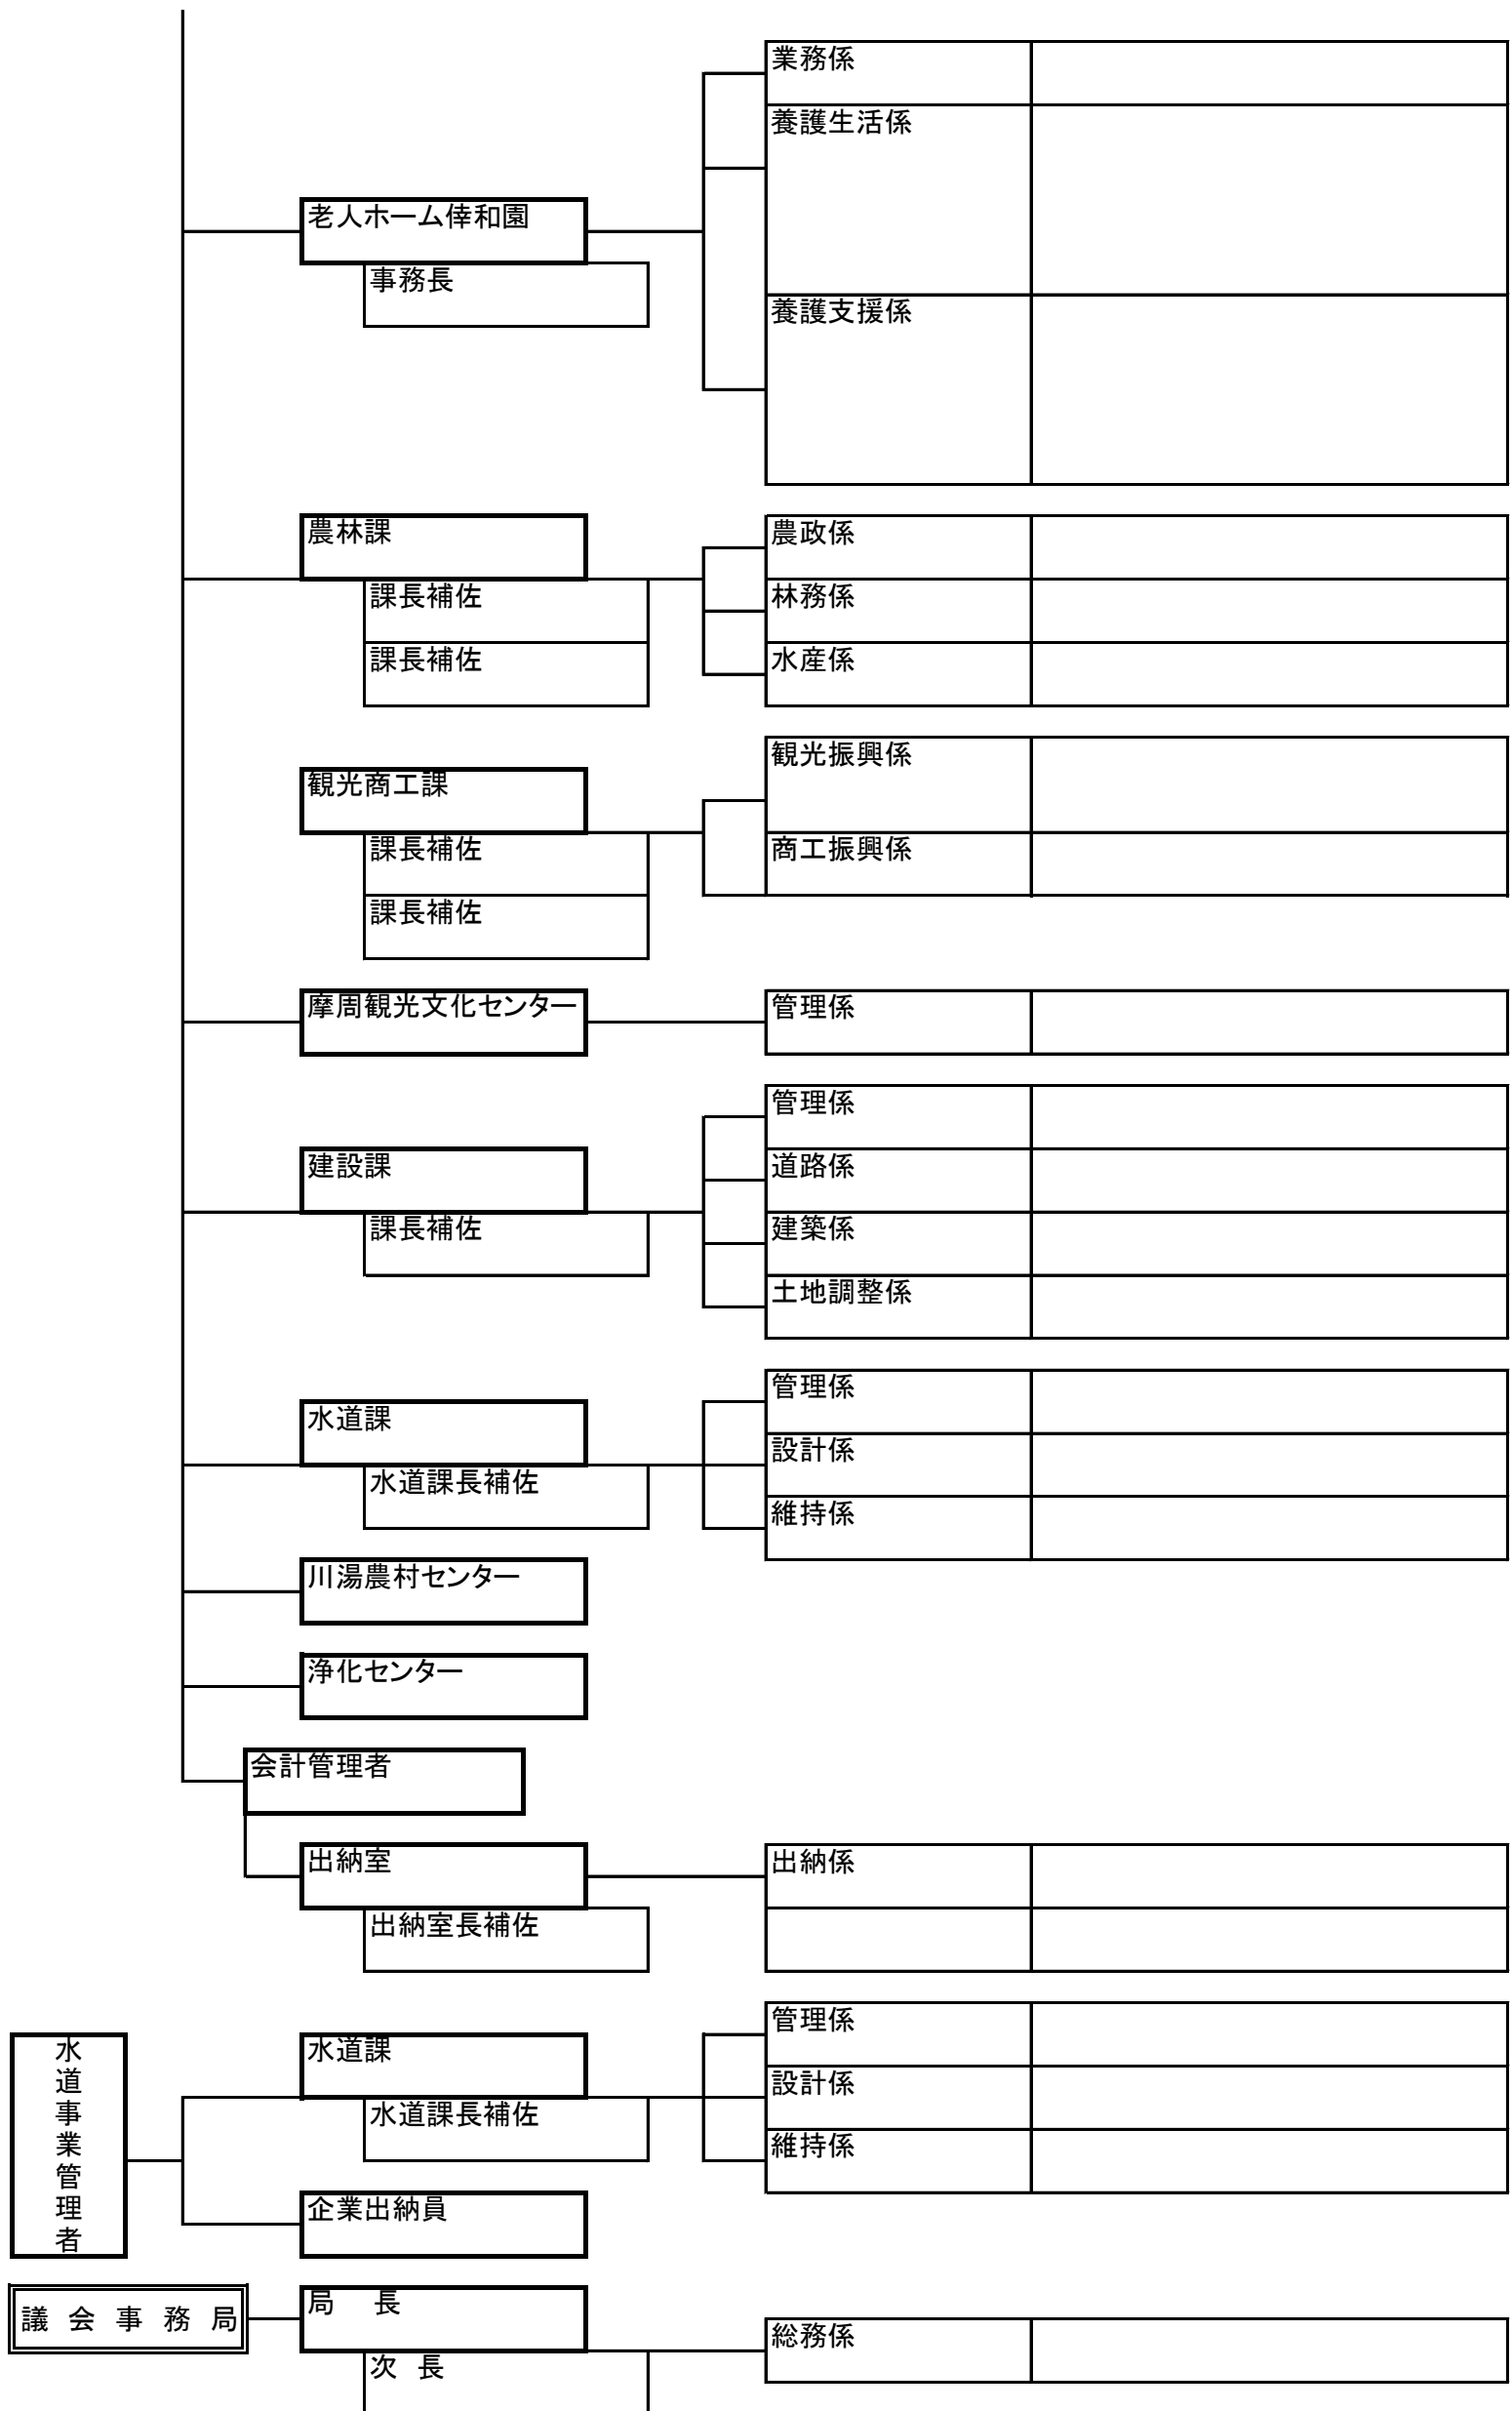 業務係
養護生活係
老人ホーム倖和園
事務長
養護支援係
農林課
農政係
課長補佐
林務係
課長補佐
水産係
観光振興係
観光商工課
課長補佐
商工振興係
課長補佐
摩周観光文化センター
管理係
管理係
建設課
道路係
課長補佐
建築係
土地調整係
管理係
水道課
設計係
水道課長補佐
維持係
川湯農村センター
浄化センター
会計管理者
出納室
出納係
出納室長補佐
水道事業管理者
管理係
水道課
設計係
水道課長補佐
維持係
企業出納員
議 会 事 務 局
局 長
総務係
次 長